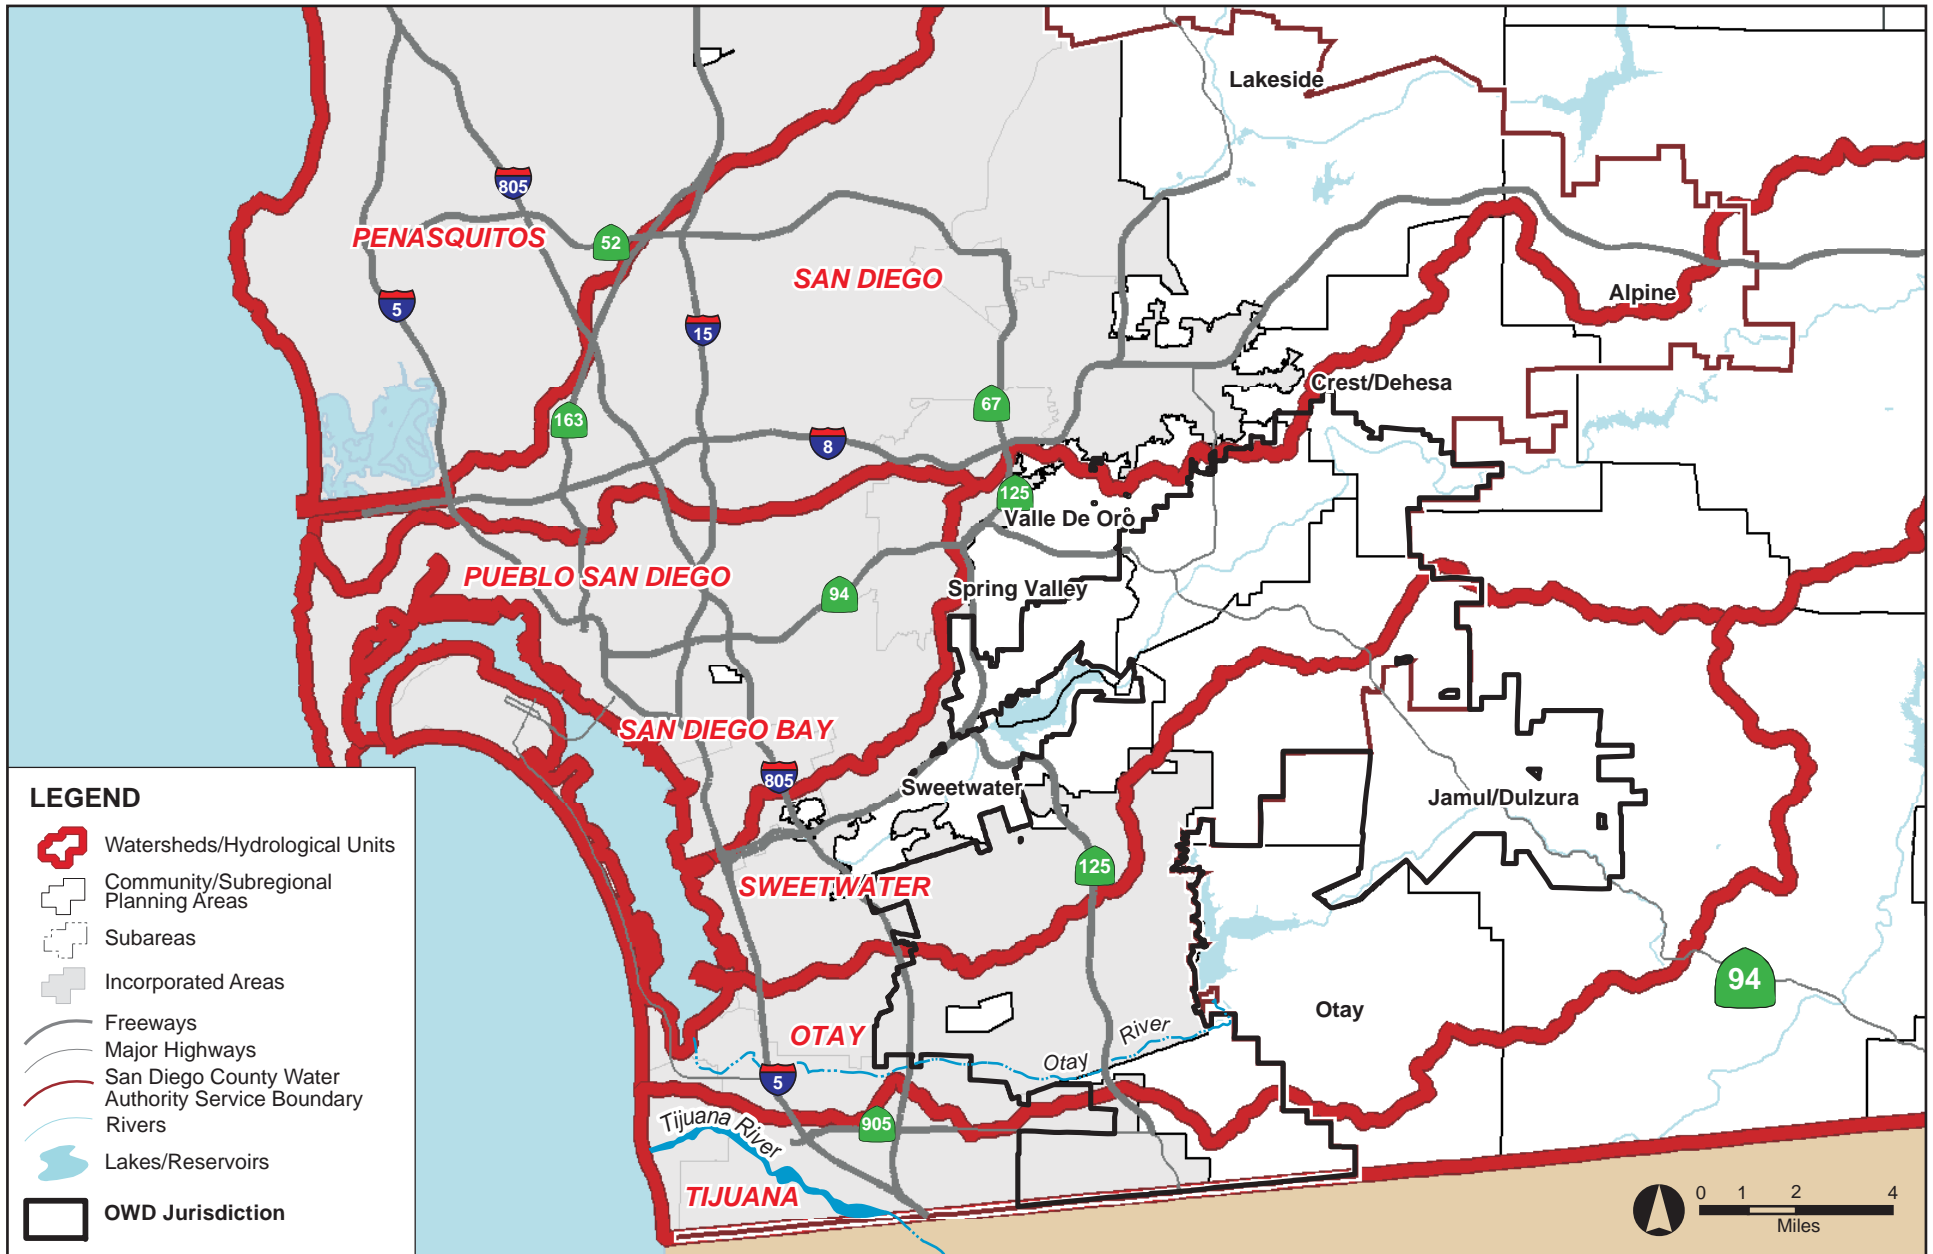 Lakeside
805
PENASQUITOS
52
SAN DIEGO
5
15
Alpine
Crest/Dehesa
163
67
8
125
Valle De Oro
PUEBLO SAN DIEGO
94
Spring Valley
SAN DIEGO BAY
805
Sweetwater
Jamul/Dulzura
125
SWEETWATER
94
Otay
OTAY
Otay River
5
905
Tijuana River
TIJUANA
LEGEND
Watersheds/Hydrological Units
Community/Subregional
Planning Areas
Subareas
Incorporated Areas
Freeways
Major Highways
San Diego County Water
Authority Service Boundary
Rivers
Lakes/Reservoirs
OWD Jurisdiction
0 1 2 4
Miles